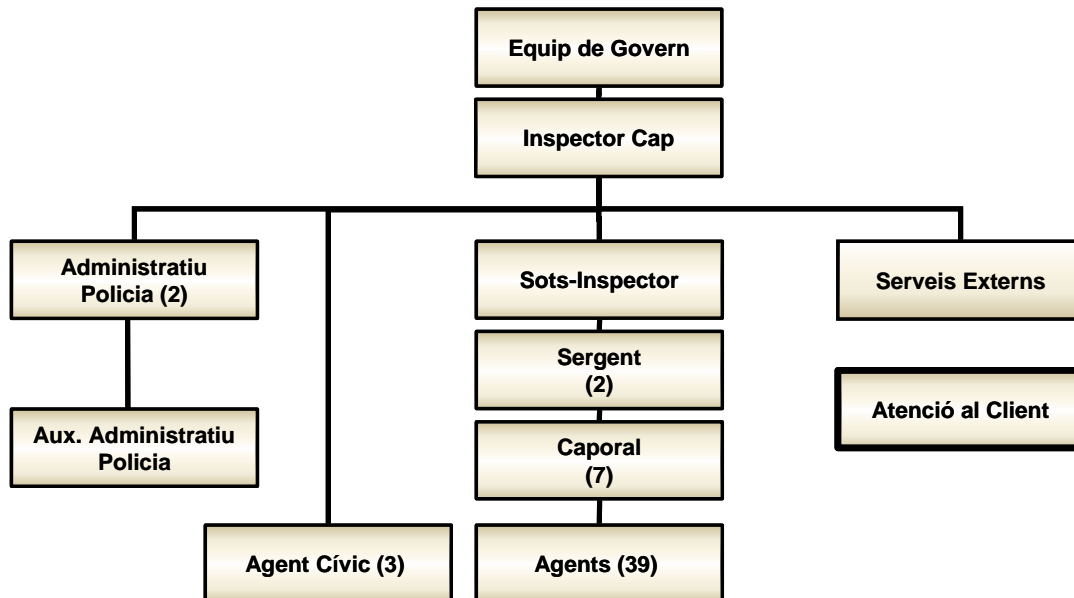 Equip de Govern
Inspector Cap
Administratiu
Policia (2)
Sots-Inspector
Serveis Externs
Sergent
(2)
Atenció al Client
Aux. Administratiu
Policia
Caporal
(7)
Agent Cívic (3)
Agents (39)